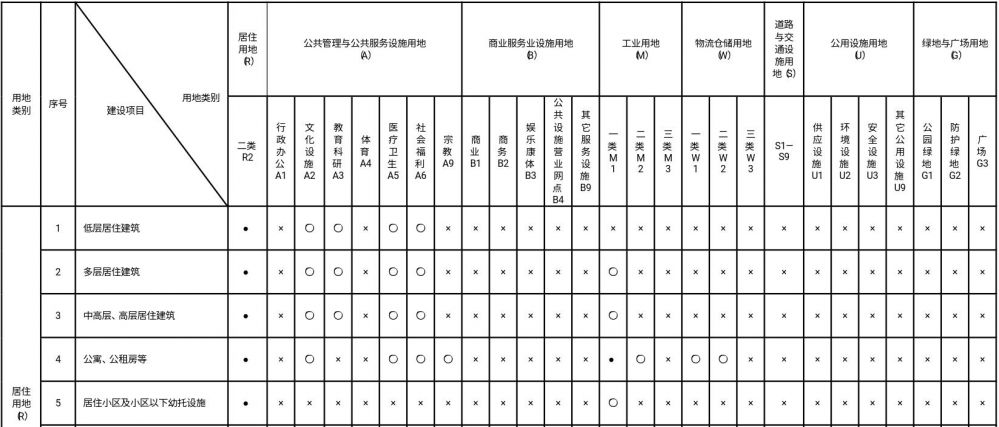 用地类别 序号 建设项目 用地类别 居住用地(R) 公共管理与公共服务设施用地(A) 商业服务业设施用地(B) 工业用地(M) 物流仓储用地(W) 道路与交通设施用地(S) 公用设施用地(U) 绿地与广场用地(G)
二类R2 行政办公A1 文化设施A2 教育科研A3 体育A4 医疗卫生A5 社会福利A6 宗教A9 商业B1 商务B2 娱乐康体B3 公共设施营业网点B4 其它服务设施B9 一类M1 二类M2 三类M3 一类W1 二类W2 三类W3 S1—S9 供应设施U1 环境设施U2 安全设施U3 其它公用设施U9 公园绿地G1 防护绿地G2 广场G3
居住用地(R)
1 低层居住建筑 ● × ○ ○ × ○ ○ × × × × × × × × × × × × × × × × × × × ×
2 多层居住建筑 ● × ○ ○ × ○ ○ × × × × × × ○ × × × × × × × × × × × × ×
3 中高层、高层居住建筑 ● × ○ ○ × ○ ○ × × × × × × ○ × × × × × × × × × × × × ×
4 公寓、公租房等 ● × ○ × × ○ ○ ○ × × × × × ● ○ × ○ ○ × × × × × × × × ×
5 居住小区及小区以下幼托设施 ● × × × × × × × × × × × × ○ × × × × × × × × × × × × ×